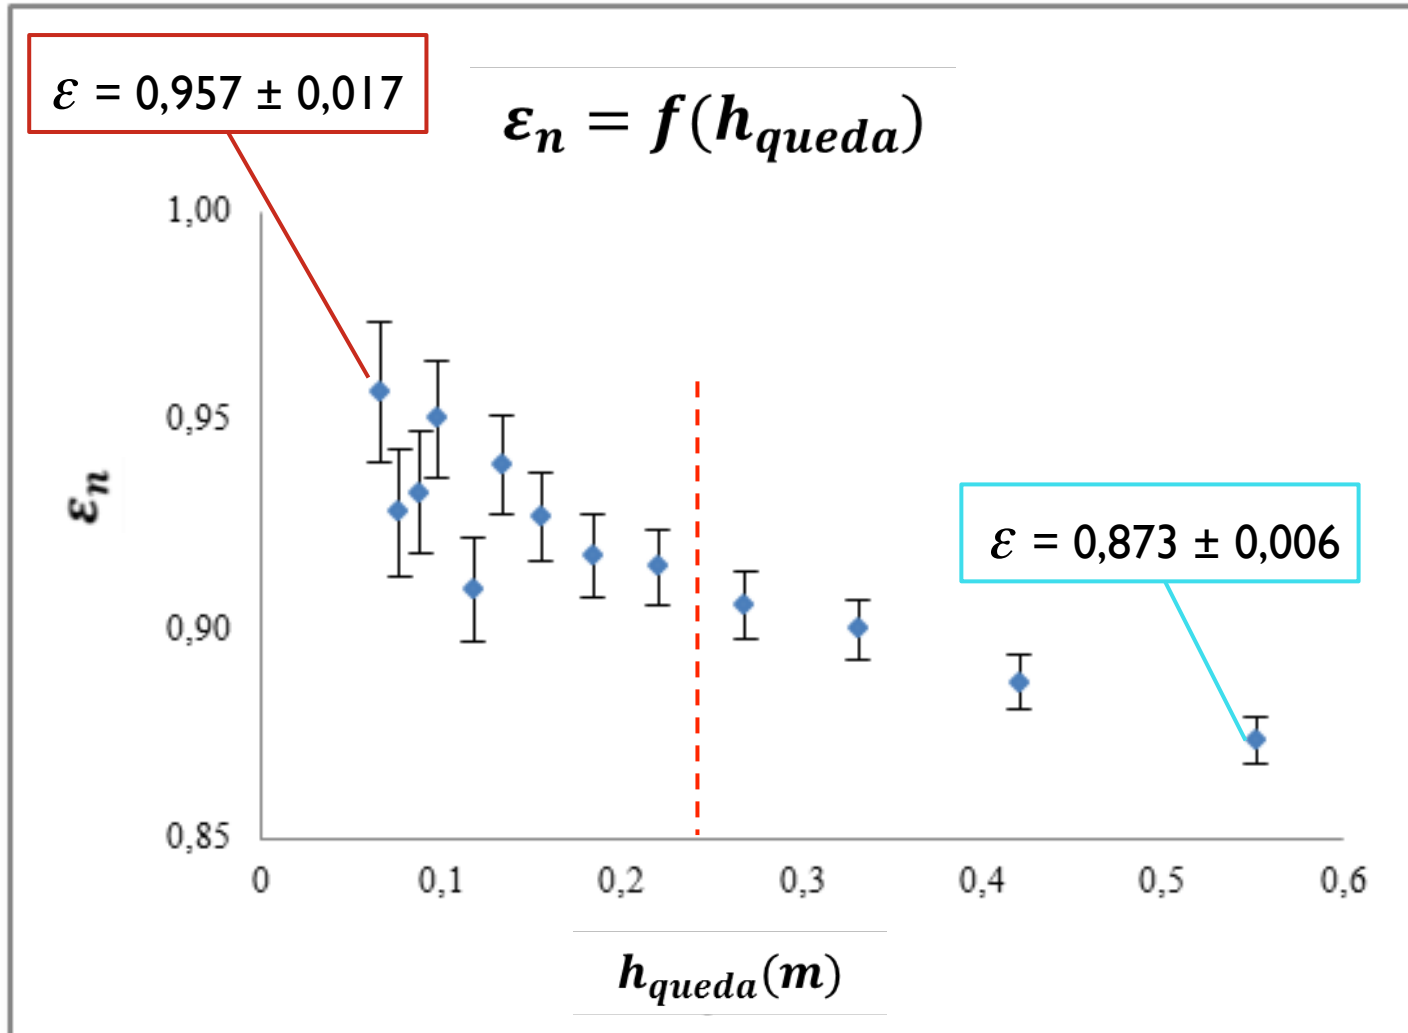 ε = 0,957 ± 0,017
εn = f(hqueda)
1,00
0,95
0,90
0,85
εn
ε = 0,873 ± 0,006
0 0,1 0,2 0,3 0,4 0,5 0,6
hqueda(m)